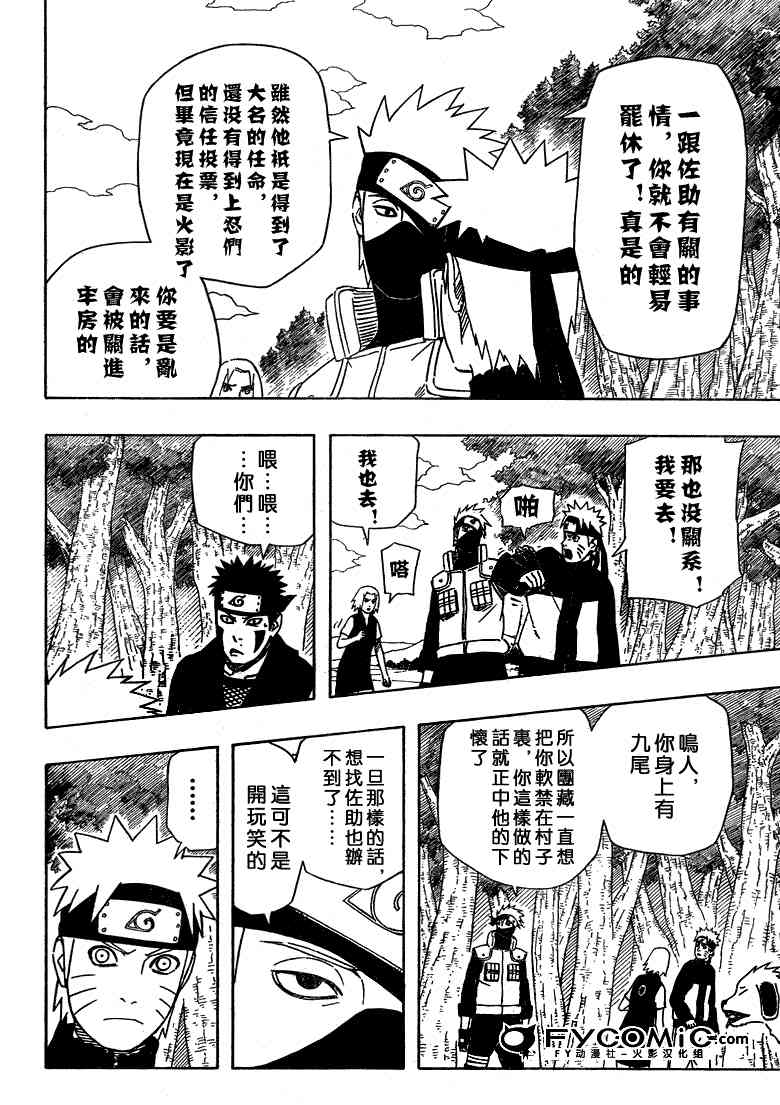 一跟佐助有關的事
情，你就不會輕易
罷休了！真是的
雖然他祇是得到了
大名的任命，
還没有得到上忍們
的信任投票，
但畢竟現在是火影了
你要是亂
來的話，
會被關進
牢房的
那也没關系！
我要去！
啪
我也去！
嗒
喂…喂…
…你們…
鳴人，
你身上有
九尾
所以團藏一直想
把你軟禁在村子
裏，你這樣做的
話就正中他的下
懷了
一旦那樣的話，
想找佐助也辦
不到了……
這可不是
開玩笑的
……
FYCOMIC.COM
FY动漫社-火影汉化组